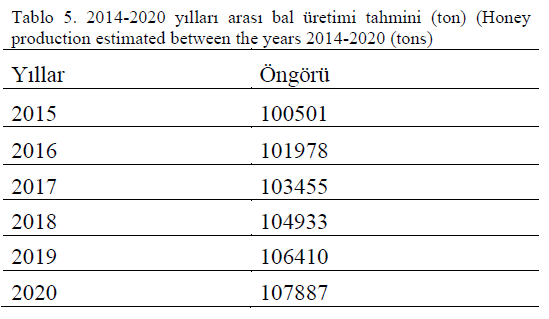 Tablo 5. 2014-2020 yılları arası bal üretimi tahmini (ton) (Honey
production estimated between the years 2014-2020 (tons)
Yıllar Öngörü
2015 100501
2016 101978
2017 103455
2018 104933
2019 106410
2020 107887